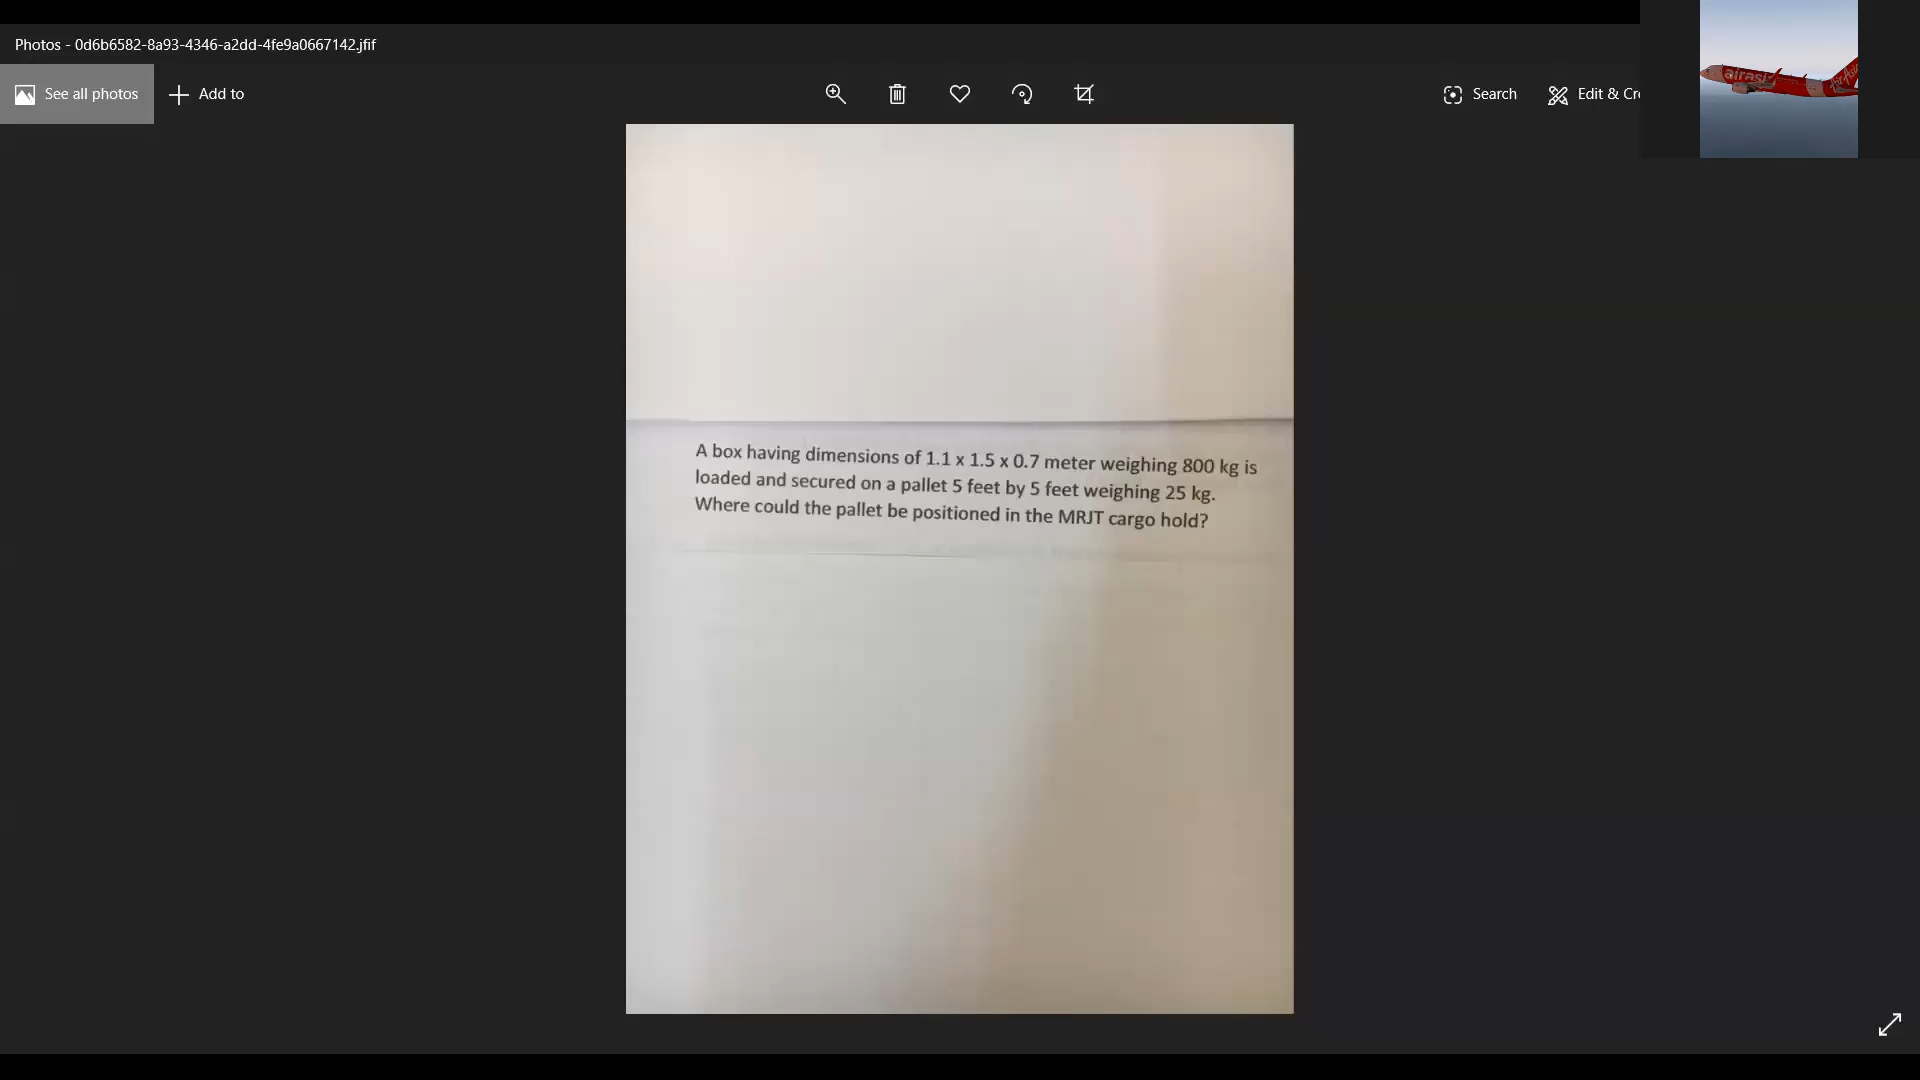 Photos - 0d6b6582-8a93-4346-a2dd-4fe9a0667142.jfif
See all photos
Add to
Search
Edit & Cr
airasia
AirAsia
A box having dimensions of 1.1 x 1.5 x 0.7 meter weighing 800 kg is
loaded and secured on a pallet 5 feet by 5 feet weighing 25 kg.
Where could the pallet be positioned in the MRJT cargo hold?